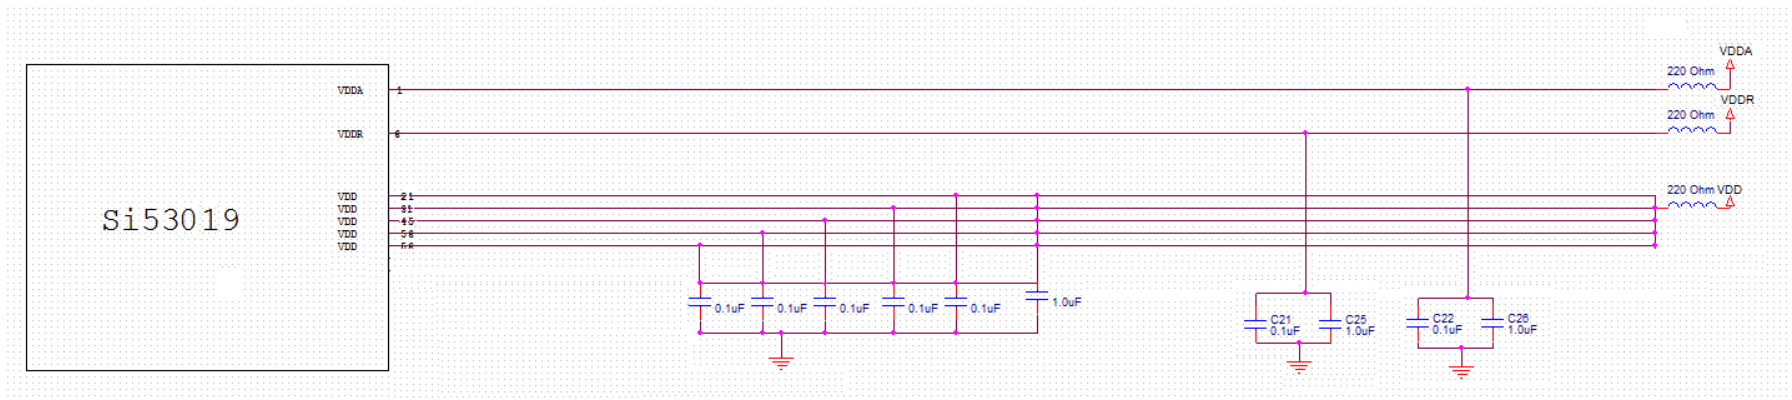 VDDA
220 Ohm
VDDA 1
VDDR
220 Ohm
VDDR
VDD 21
220 Ohm VDD
VDD
VDD 45
Si53019
VDD
VDD
0.1uF 0.1uF 0.1uF 0.1uF 0.1uF 1.0uF
C21 C25 C22 C26
0.1uF 1.0uF 0.1uF 1.0uF